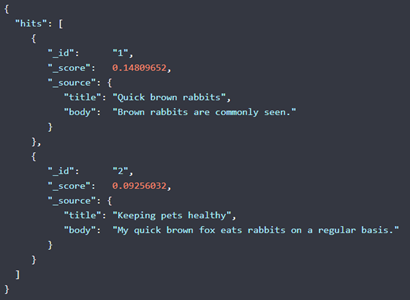 {
  "hits": [
    {
      "_id":      "1",
      "_score":   0.14809652,
      "_source": {
        "title": "Quick brown rabbits",
        "body":  "Brown rabbits are commonly seen."
      }
    },
    {
      "_id":      "2",
      "_score":   0.09256032,
      "_source": {
        "title": "Keeping pets healthy",
        "body":  "My quick brown fox eats rabbits on a regular basis."
      }
    }
  ]
}